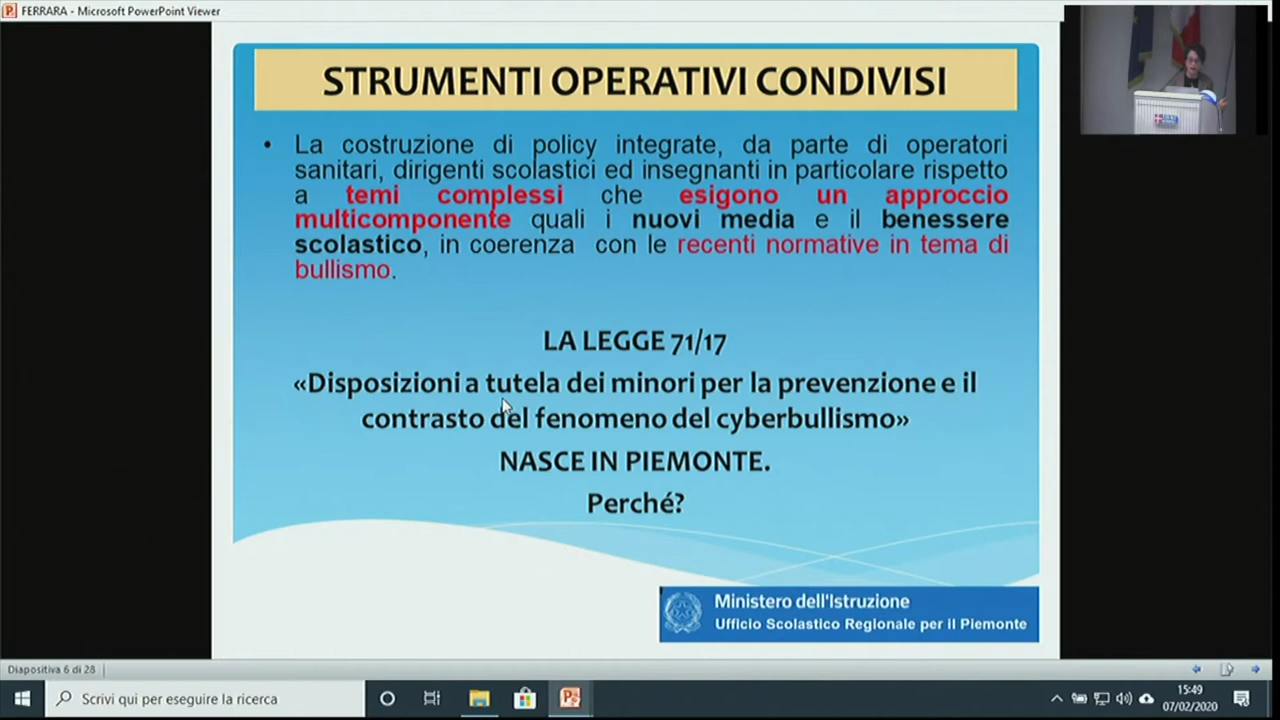 FERRARA - Microsoft PowerPoint Viewer
STRUMENTI OPERATIVI CONDIVISI
• La costruzione di policy integrate, da parte di operatori
sanitari, dirigenti scolastici ed insegnanti in particolare rispetto
a temi complessi che esigono un approccio
multicomponente quali i nuovi media e il benessere
scolastico, in coerenza con le recenti normative in tema di
bullismo.
LA LEGGE 71/17
«Disposizioni a tutela dei minori per la prevenzione e il
contrasto del fenomeno del cyberbullismo»
NASCE IN PIEMONTE.
Perché?
Ministero dell'Istruzione
Ufficio Scolastico Regionale per il Piemonte
Diapositiva 6 di 28
Scrivi qui per eseguire la ricerca
15:49
07/02/2020